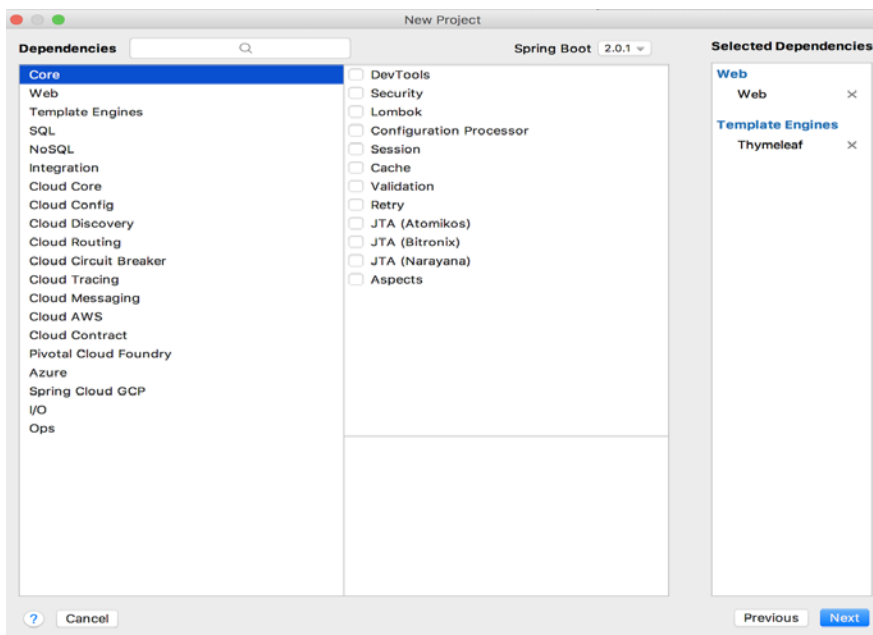 New Project
Dependencies
Spring Boot 2.0.1
Selected Dependencies
Core
Web
Template Engines
SQL
NoSQL
Integration
Cloud Core
Cloud Config
Cloud Discovery
Cloud Routing
Cloud Circuit Breaker
Cloud Tracing
Cloud Messaging
Cloud AWS
Cloud Contract
Pivotal Cloud Foundry
Azure
Spring Cloud GCP
I/O
Ops
DevTools
Security
Lombok
Configuration Processor
Session
Cache
Validation
Retry
JTA (Atomikos)
JTA (Bitronix)
JTA (Narayana)
Aspects
Web
Web
Template Engines
Thymeleaf
?
Cancel
Previous
Next